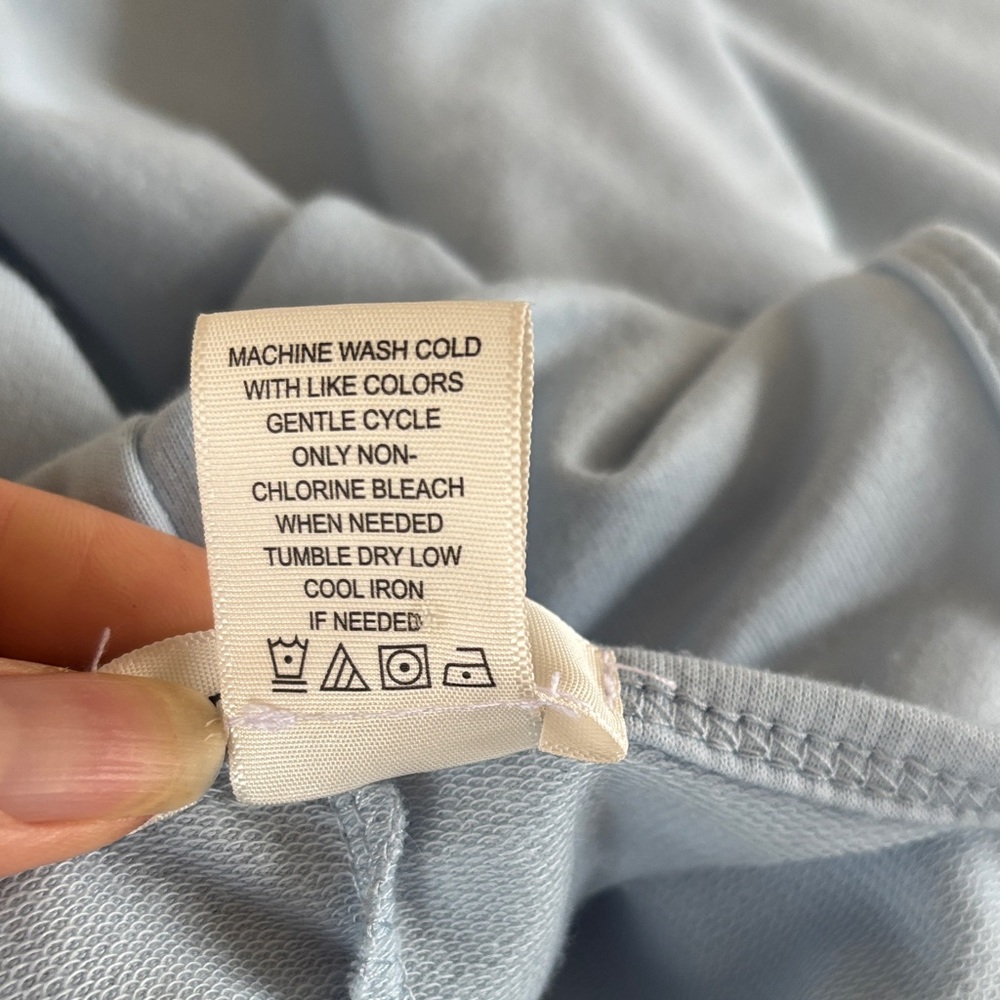 MACHINE WASH COLD
WITH LIKE COLORS
GENTLE CYCLE
ONLY NON-
CHLORINE BLEACH
WHEN NEEDED
TUMBLE DRY LOW
COOL IRON
IF NEEDED